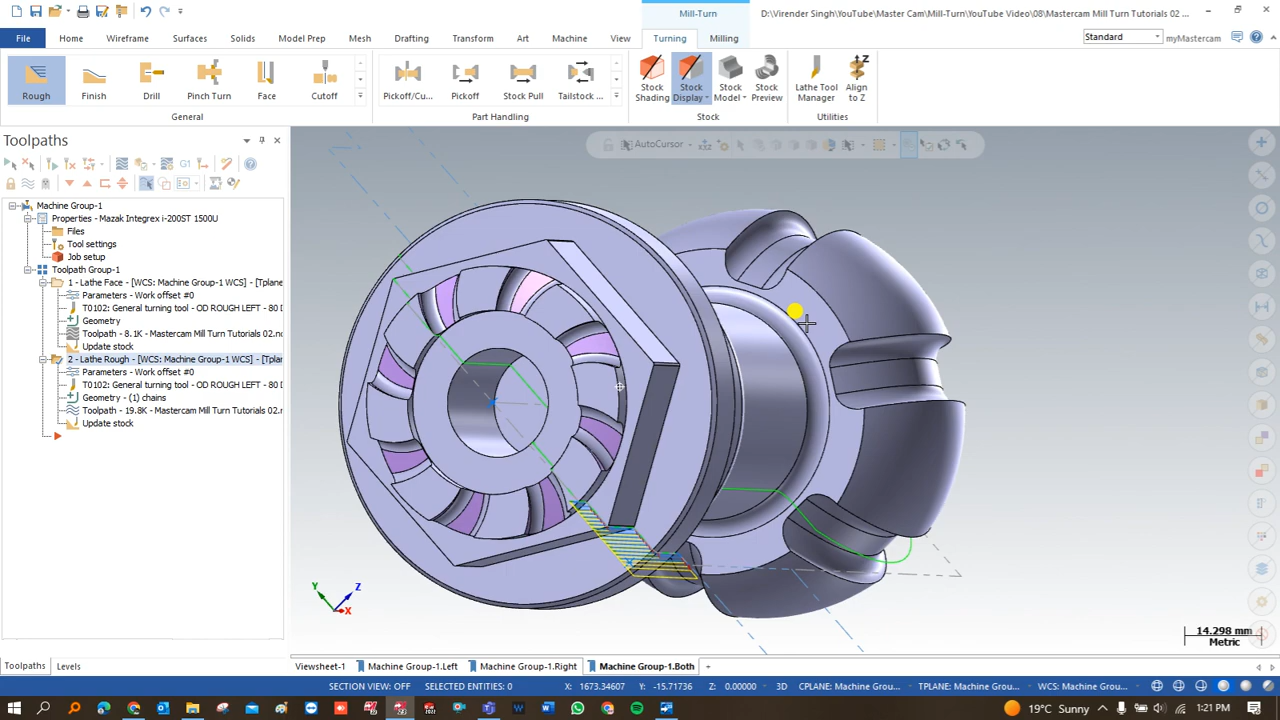 Mill-Turn
D:\Virender Singh\YouTube\Master Cam\Mill-Turn\YouTube Video\08\Mastercam Mill Turn Tutorials 02 ...
File
Home
Wireframe
Surfaces
Solids
Model Prep
Mesh
Drafting
Transform
Art
Machine
View
Turning
Milling
Standard
myMastercam
Rough
Finish
Drill
Pinch Turn
Face
Cutoff
Pickoff/Cu...
Pickoff
Stock Pull
Tailstock ...
Stock Shading
Stock Display
Stock Model
Stock Preview
Lathe Tool Manager
Align to Z
General
Part Handling
Stock
Utilities
Toolpaths
AutoCursor
G1
Machine Group-1
Properties - Mazak Integrex i-200ST 1500U
Files
Tool settings
Job setup
Toolpath Group-1
1 - Lathe Face - [WCS: Machine Group-1 WCS] - [Tplane
Parameters - Work offset #0
T0102: General turning tool - OD ROUGH LEFT - 80 D
Geometry
Toolpath - 8.1K - Mastercam Mill Turn Tutorials 02.nc
Update stock
2 - Lathe Rough - [WCS: Machine Group-1 WCS] - [Tpla
Parameters - Work offset #0
T0102: General turning tool - OD ROUGH LEFT - 80 D
Geometry - (1) chains
Toolpath - 19.8K - Mastercam Mill Turn Tutorials 02.n
Update stock
Y
Z
X
14.298 mm
Metric
Toolpaths
Levels
Viewsheet-1
Machine Group-1.Left
Machine Group-1.Right
Machine Group-1.Both
+
SECTION VIEW: OFF
SELECTED ENTITIES: 0
X: 1673.34607
Y: -15.71736
Z: 0.00000
3D
CPLANE: Machine Grou...
TPLANE: Machine Grou...
WCS: Machine Group-1 ...
19°C Sunny
1:21 PM